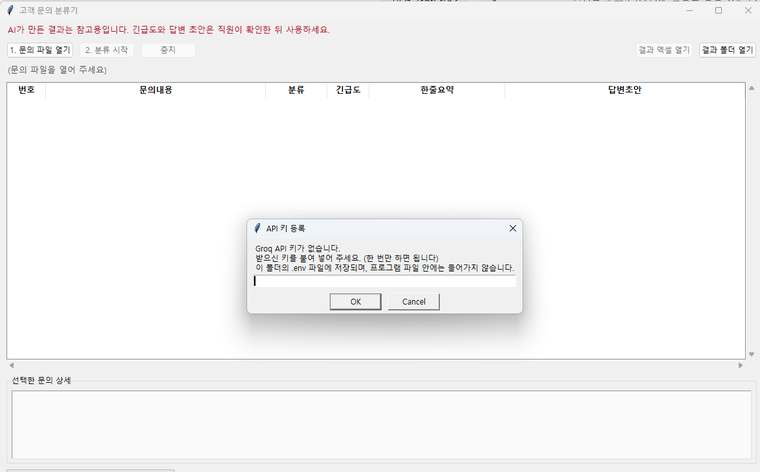 고객 문의 분류기
AI가 만든 결과는 참고용입니다. 긴급도와 답변 초안은 직원이 확인한 뒤 사용하세요.
1. 문의 파일 열기 2. 분류 시작 중지 결과 엑셀 열기 결과 폴더 열기
(문의 파일을 열어 주세요)
번호 문의내용 분류 긴급도 한줄요약 답변초안
API 키 등록
Groq API 키가 없습니다.
받으신 키를 붙여 넣어 주세요. (한 번만 하면 됩니다)
이 폴더의 .env 파일에 저장되며, 프로그램 파일 안에는 들어가지 않습니다.
OK Cancel
선택한 문의 상세